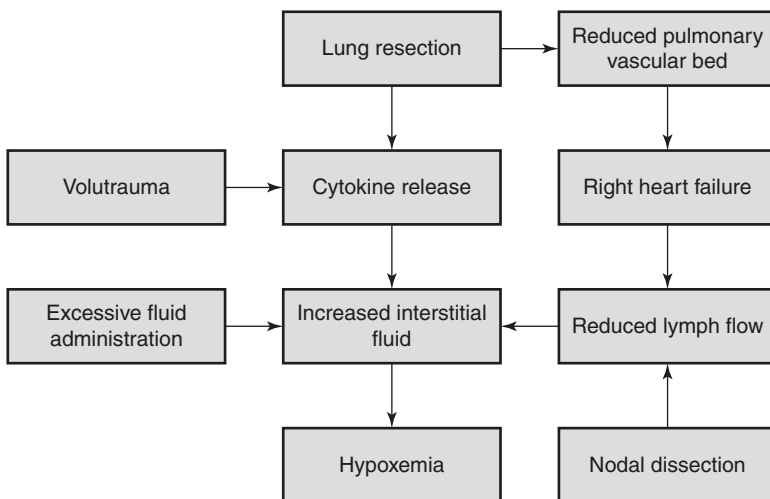 Lung resection
Reduced pulmonary
vascular bed
Volutrauma
Cytokine release
Right heart failure
Excessive fluid
administration
Increased interstitial
fluid
Reduced lymph flow
Hypoxemia
Nodal dissection